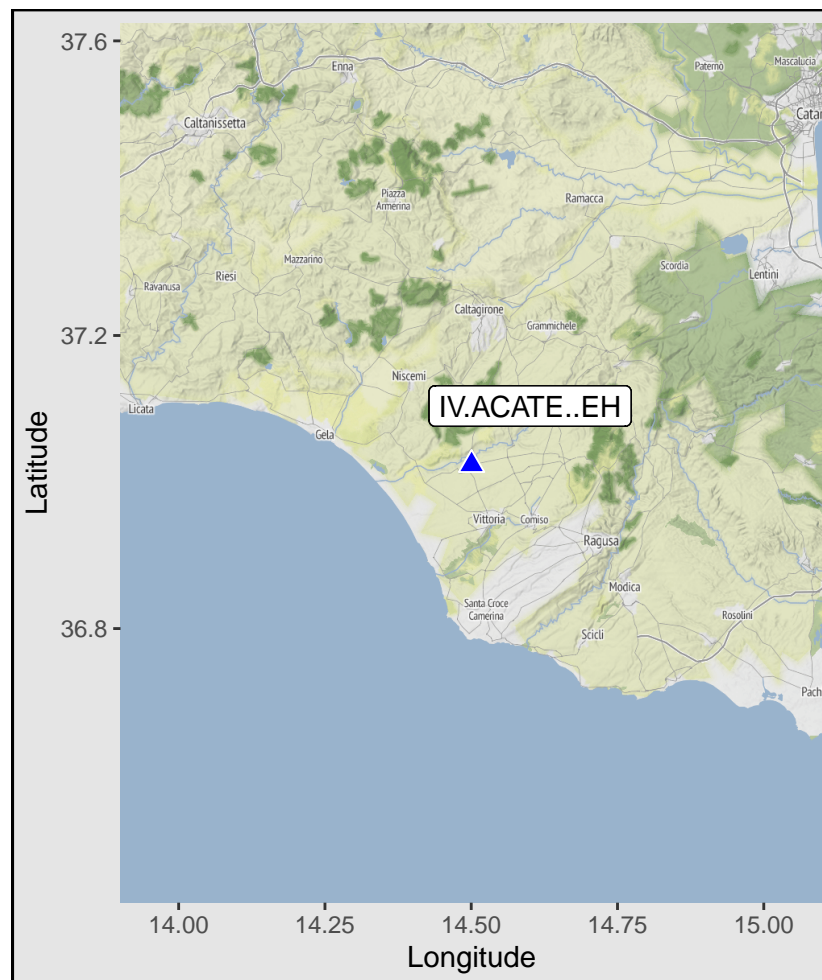 37.6
37.2
36.8
Latitude
Enna
Paternò
Mascalucia
Caltanissetta
Catan
Piazza
Armerina
Ramacca
Mazzarino
Riesi
Ravanusa
Scordia
Lentini
Caltagirone
Grammichele
Niscemi
Licata
IV.ACATE..EH
Gela
Vittoria
Comiso
Ragusa
Modica
Santa Croce
Camerina
Rosolini
Scicli
Pach
14.00
14.25
14.50
14.75
15.00
Longitude